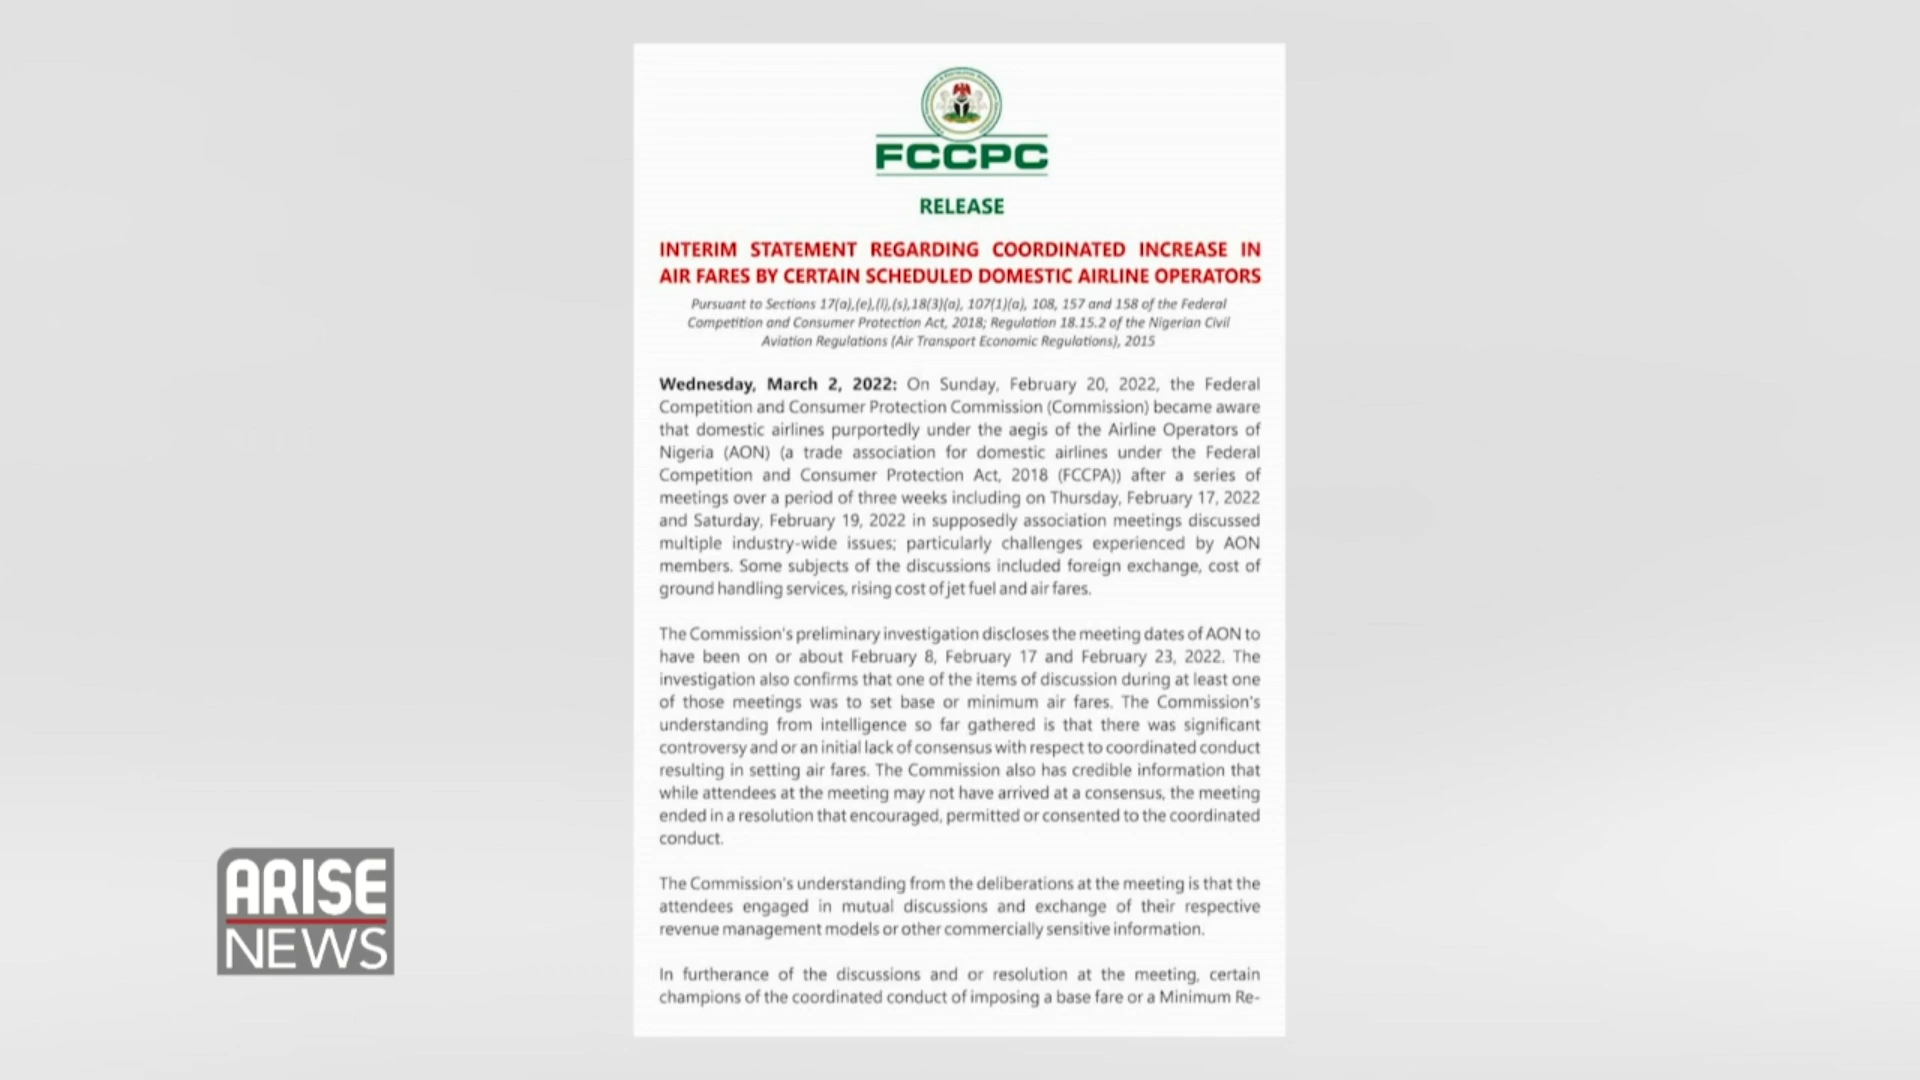 FCCPC
RELEASE
INTERIM STATEMENT REGARDING COORDINATED INCREASE IN
AIR FARES BY CERTAIN SCHEDULED DOMESTIC AIRLINE OPERATORS
Pursuant to Sections 17(a),(e),(l),(s),18(3)(a), 107(1)(a), 108, 157 and 158 of the Federal
Competition and Consumer Protection Act, 2018; Regulation 18.15.2 of the Nigerian Civil
Aviation Regulations (Air Transport Economic Regulations), 2015
Wednesday, March 2, 2022: On Sunday, February 20, 2022, the Federal
Competition and Consumer Protection Commission (Commission) became aware
that domestic airlines purportedly under the aegis of the Airline Operators of
Nigeria (AON) (a trade association for domestic airlines under the Federal
Competition and Consumer Protection Act, 2018 (FCCPA)) after a series of
meetings over a period of three weeks including on Thursday, February 17, 2022
and Saturday, February 19, 2022 in supposedly association meetings discussed
multiple industry-wide issues; particularly challenges experienced by AON
members. Some subjects of the discussions included foreign exchange, cost of
ground handling services, rising cost of jet fuel and air fares.
The Commission's preliminary investigation discloses the meeting dates of AON to
have been on or about February 8, February 17 and February 23, 2022. The
investigation also confirms that one of the items of discussion during at least one
of those meetings was to set base or minimum air fares. The Commission's
understanding from intelligence so far gathered is that there was significant
controversy and or an initial lack of consensus with respect to coordinated conduct
resulting in setting air fares. The Commission also has credible information that
while attendees at the meeting may not have arrived at a consensus, the meeting
ended in a resolution that encouraged, permitted or consented to the coordinated
conduct.
The Commission's understanding from the deliberations at the meeting is that the
attendees engaged in mutual discussions and exchange of their respective
revenue management models or other commercially sensitive information.
In furtherance of the discussions and or resolution at the meeting, certain
champions of the coordinated conduct of imposing a base fare or a Minimum Re-
ARISE
NEWS